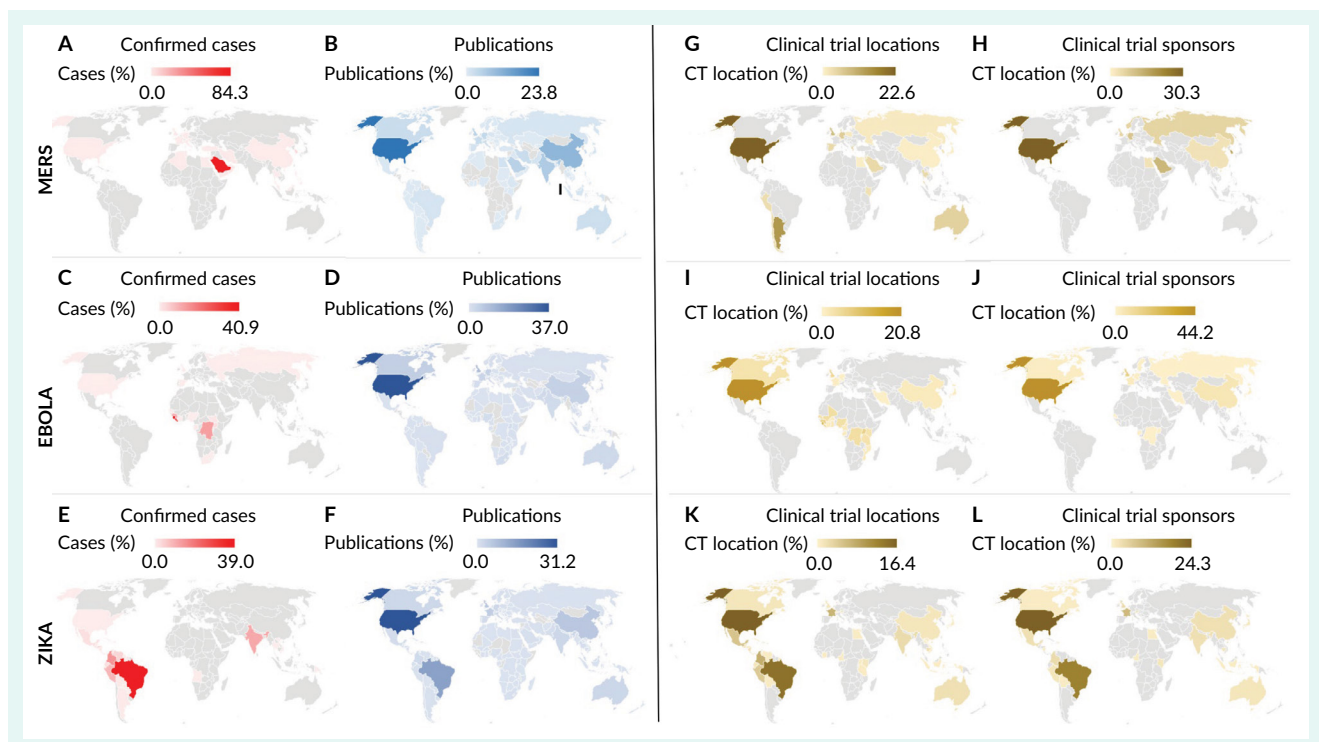 A Confirmed cases
Cases (%)
0.0 84.3
B Publications
Publications (%)
0.0 23.8
I
G Clinical trial locations
CT location (%)
0.0 22.6
H Clinical trial sponsors
CT location (%)
0.0 30.3
MERS
C Confirmed cases
Cases (%)
0.0 40.9
D Publications
Publications (%)
0.0 37.0
I Clinical trial locations
CT location (%)
0.0 20.8
J Clinical trial sponsors
CT location (%)
0.0 44.2
EBOLA
E Confirmed cases
Cases (%)
0.0 39.0
F Publications
Publications (%)
0.0 31.2
K Clinical trial locations
CT location (%)
0.0 16.4
L Clinical trial sponsors
CT location (%)
0.0 24.3
ZIKA